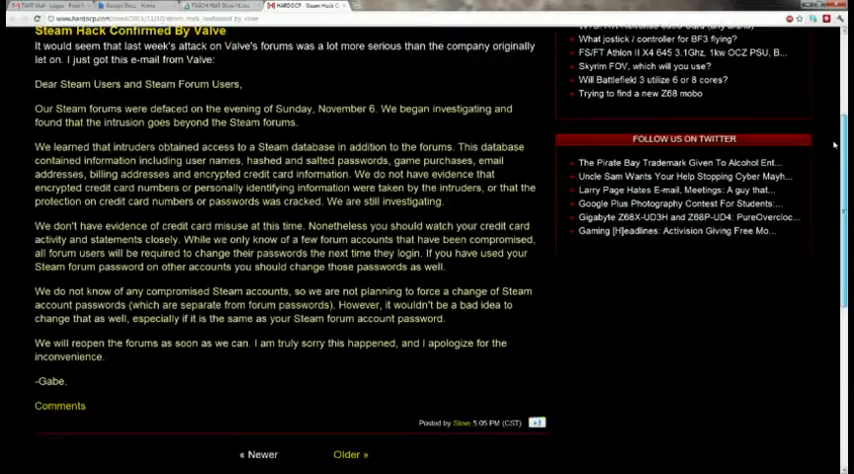 HARDOCP - Steam Hack C...
Steam Hack Confirmed By Valve
It would seem that last week's attack on Valve's forums was a lot more serious than the company originally
let on. I just got this e-mail from Valve:
Dear Steam Users and Steam Forum Users,
Our Steam forums were defaced on the evening of Sunday, November 6. We began investigating and
found that the intrusion goes beyond the Steam forums.
We learned that intruders obtained access to a Steam database in addition to the forums. This database
contained information including user names, hashed and salted passwords, game purchases, email
addresses, billing addresses and encrypted credit card information. We do not have evidence that
encrypted credit card numbers or personally identifying information were taken by the intruders, or that the
protection on credit card numbers or passwords was cracked. We are still investigating.
We don't have evidence of credit card misuse at this time. Nonetheless you should watch your credit card
activity and statements closely. While we only know of a few forum accounts that have been compromised,
all forum users will be required to change their passwords the next time they login. If you have used your
Steam forum password on other accounts you should change those passwords as well.
We do not know of any compromised Steam accounts, so we are not planning to force a change of Steam
account passwords (which are separate from forum passwords). However, it wouldn't be a bad idea to
change that as well, especially if it is the same as your Steam forum account password.
We will reopen the forums as soon as we can. I am truly sorry this happened, and I apologize for the
inconvenience.
-Gabe.
Comments
Posted by Steve 5:05 PM (CST)
+1
« Newer Older »
What jostick / controller for BF3 flying?
FS/FT Athlon II X4 645 3.1Ghz, 1kw OCZ PSU, B...
Skyrim FOV, which will you use?
Will Battlefield 3 utilize 6 or 8 cores?
Trying to find a new Z68 mobo
FOLLOW US ON TWITTER
The Pirate Bay Trademark Given To Alcohol Ent...
Uncle Sam Wants Your Help Stopping Cyber Mayh...
Larry Page Hates E-mail, Meetings: A guy that...
Google Plus Photography Contest For Students:...
Gigabyte Z68X-UD3H and Z68P-UD4: PureOvercloc...
Gaming [H]eadlines: Activision Giving Free Mo...